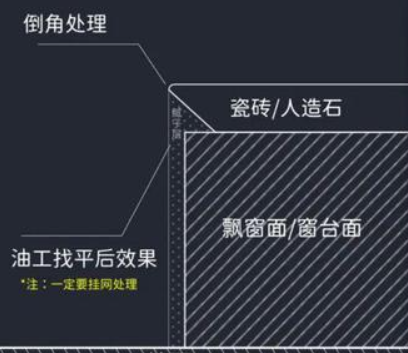 倒角处理
瓷砖/人造石
腻子层
飘窗面/窗台面
油工找平后效果
*注：一定要挂网处理